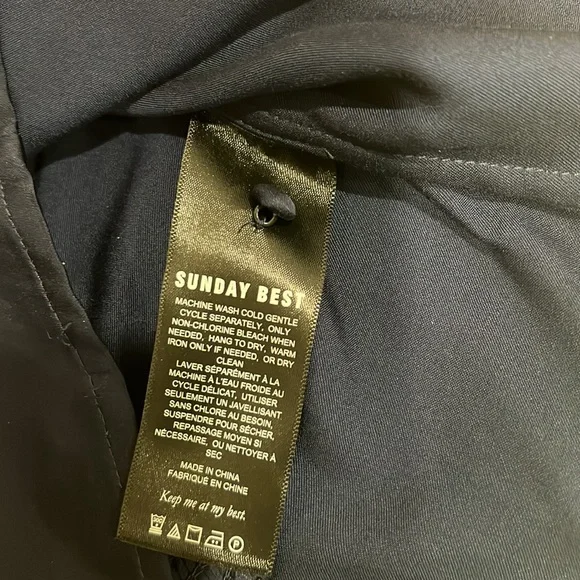 SUNDAY BEST
MACHINE WASH COLD GENTLE
CYCLE SEPARATELY, ONLY
NON-CHLORINE BLEACH WHEN
NEEDED, HANG TO DRY, WARM
IRON ONLY IF NEEDED, OR DRY
CLEAN
LAVER SÉPARÉMENT À LA
MACHINE À L'EAU FROIDE AU
CYCLE DÉLICAT, UTILISER
SEULEMENT UN JAVELLISANT
SANS CHLORE AU BESOIN,
SUSPENDRE POUR SÉCHER,
REPASSAGE MOYEN SI
NÉCESSAIRE, OU NETTOYER À
SEC
MADE IN CHINA
FABRIQUÉ EN CHINE
Keep me at my best.
P